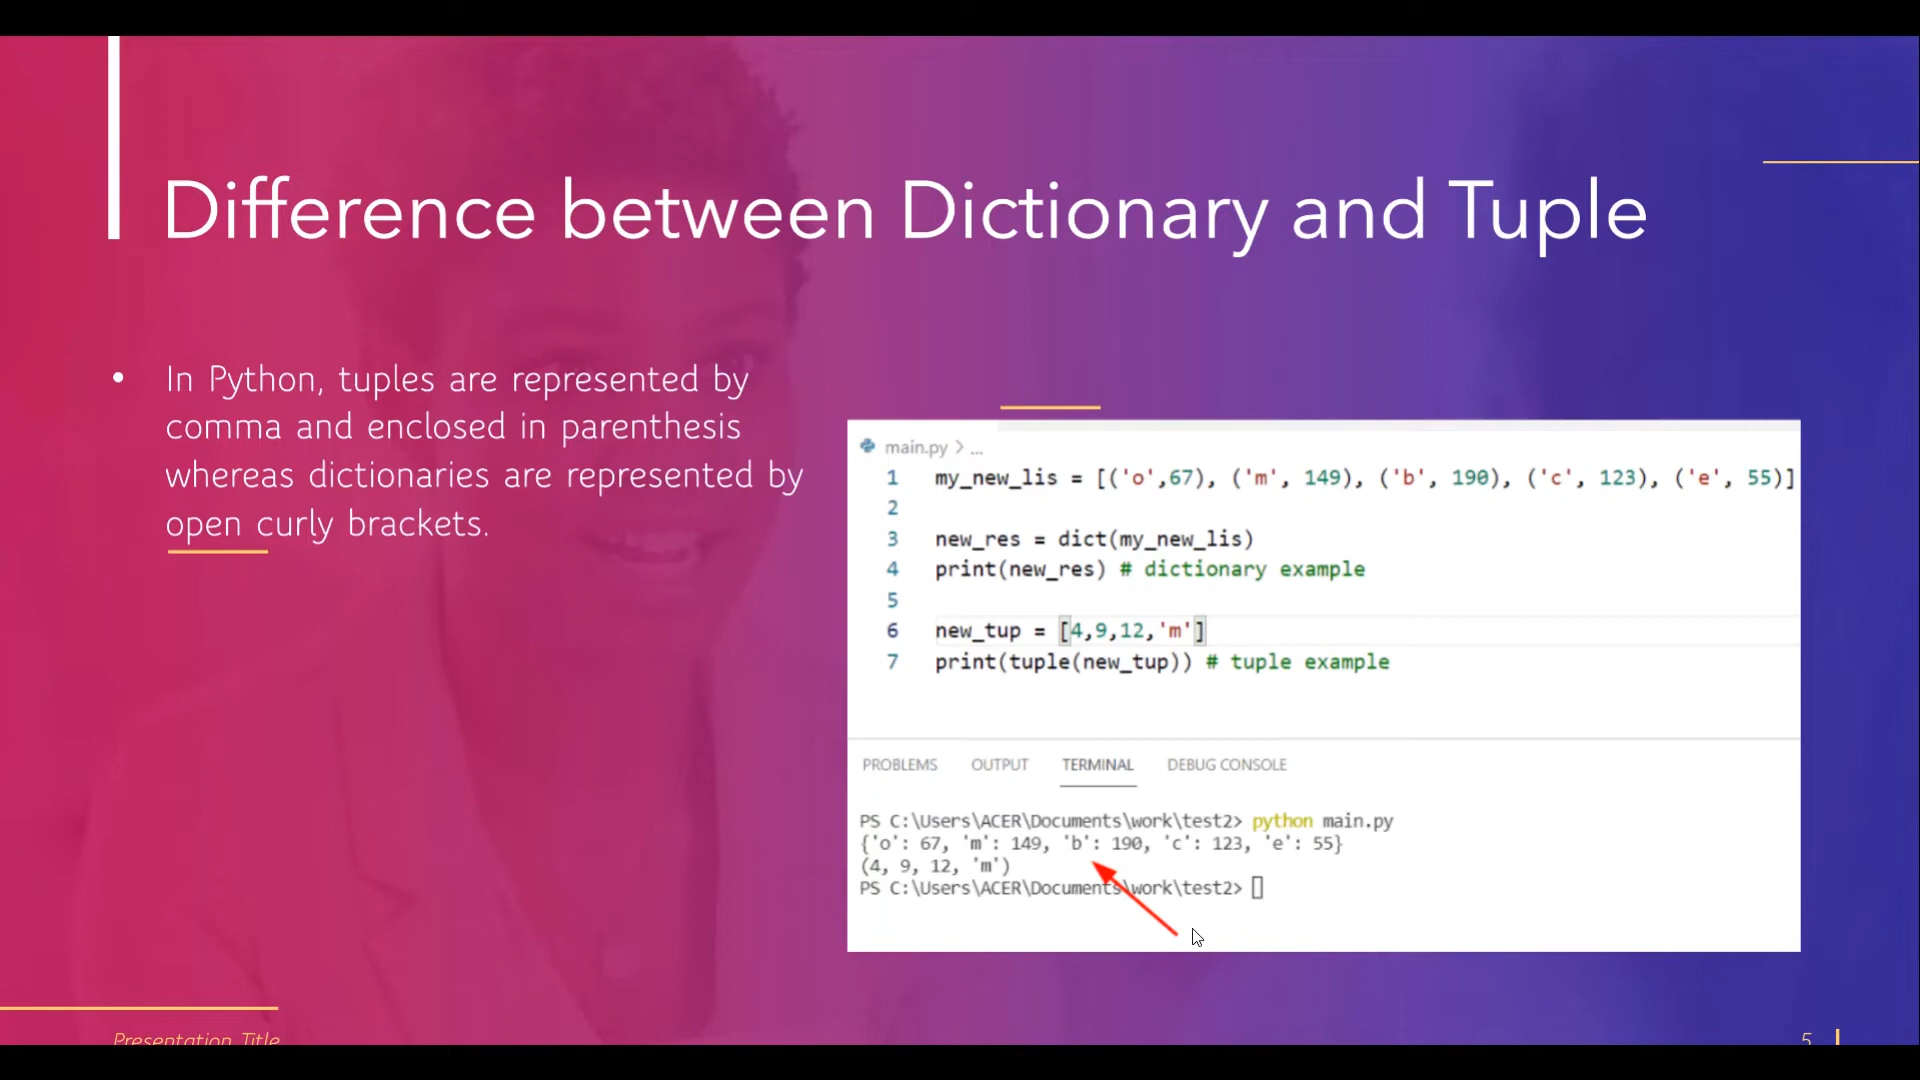 Difference between Dictionary and Tuple
• In Python, tuples are represented by
comma and enclosed in parenthesis
whereas dictionaries are represented by
open curly brackets.
main.py > ...
1 my_new_lis = [('o',67), ('m', 149), ('b', 190), ('c', 123), ('e', 55)]
2
3 new_res = dict(my_new_lis)
4 print(new_res) # dictionary example
5
6 new_tup = [4,9,12,'m']
7 print(tuple(new_tup)) # tuple example
PROBLEMS OUTPUT TERMINAL DEBUG CONSOLE
PS C:\Users\ACER\Documents\work\test2> python main.py
{'o': 67, 'm': 149, 'b': 190, 'c': 123, 'e': 55}
(4, 9, 12, 'm')
PS C:\Users\ACER\Documents\work\test2>
Presentation Title
5